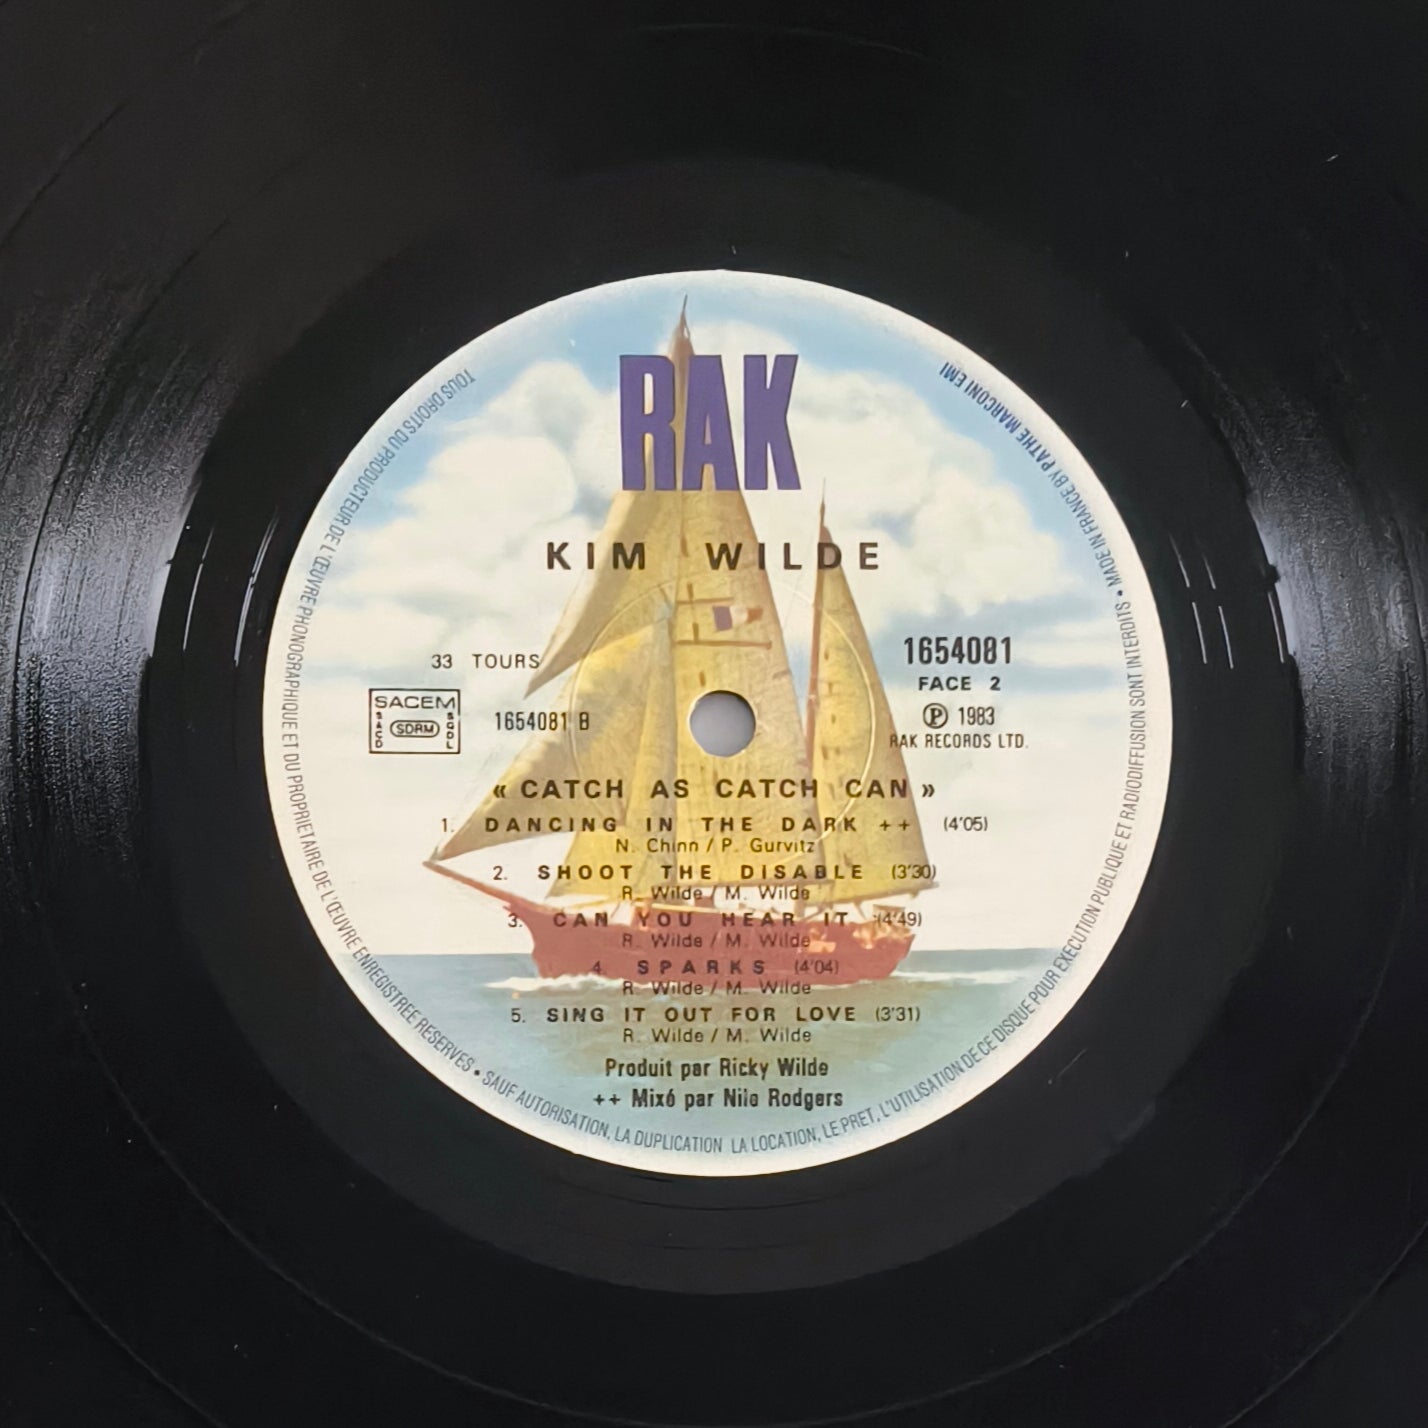 RAK
KIM WILDE
33 TOURS
1654081
FACE 2
SACEM
SACD
SDRM
SGDL
1654081 B
Ⓟ 1983
RAK RECORDS LTD.
« CATCH AS CATCH CAN »
1. DANCING IN THE DARK ++ (4'05)
N. Chinn / P. Gurvitz
2. SHOOT THE DISABLE (3'30)
R. Wilde / M. Wilde
3. CAN YOU HEAR IT (4'49)
R. Wilde / M. Wilde
4. SPARKS (4'04)
R. Wilde / M. Wilde
5. SING IT OUT FOR LOVE (3'31)
R. Wilde / M. Wilde
Produit par Ricky Wilde
++ Mixé par Nile Rodgers
TOUS DROITS DU PRODUCTEUR DE L'ŒUVRE PHONOGRAPHIQUE ET DU PROPRIETAIRE DE L'ŒUVRE ENREGISTREE RESERVES • SAUF AUTORISATION, LA DUPLICATION LA LOCATION, LE PRET, L'UTILISATION DE CE DISQUE POUR EXECUTION PUBLIQUE ET RADIODIFFUSION SONT INTERDITS • MADE IN FRANCE BY PATHE MARCONI EMI